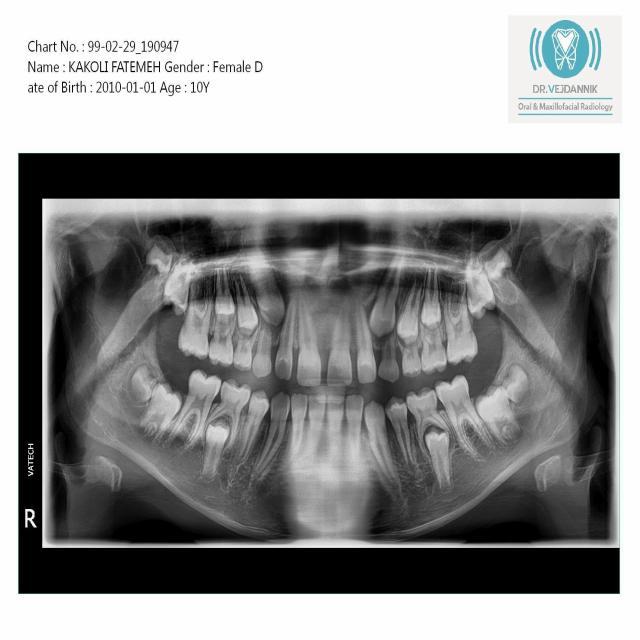 Chart No. : 99-02-29_190947
Name : KAKOLI FATEMEH Gender : Female D
ate of Birth : 2010-01-01 Age : 10Y
DR.VEJDANNIK
Oral & Maxillofacial Radiology
VATECH
R